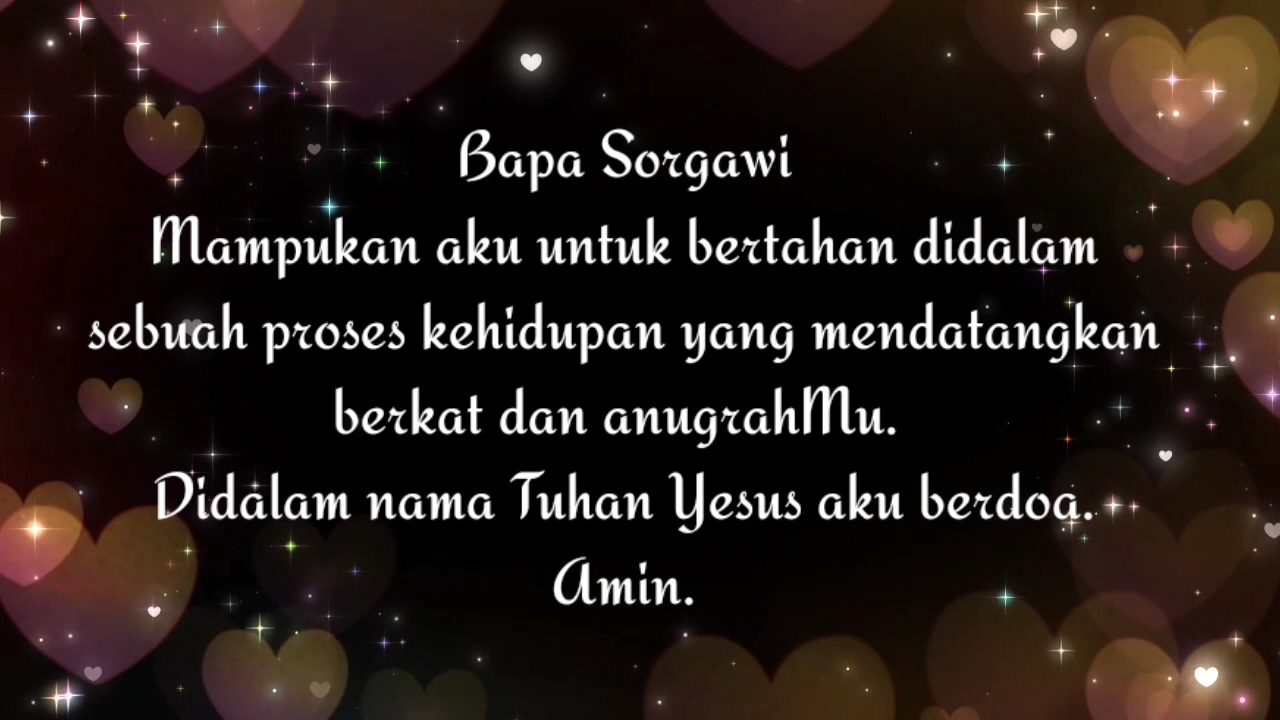 Bapa Sorgawi
Mampukan aku untuk bertahan didalam
sebuah proses kehidupan yang mendatangkan
berkat dan anugrahMu.
Didalam nama Tuhan Yesus aku berdoa.
Amin.